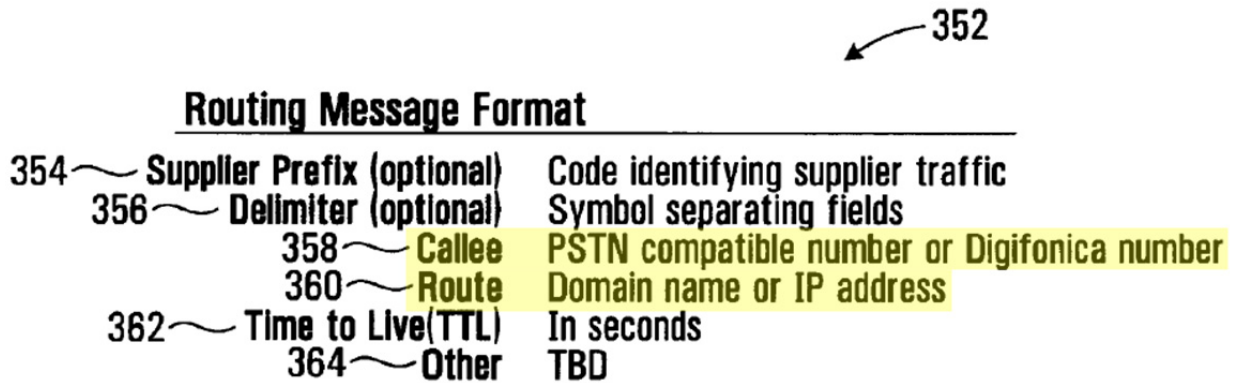 352
Routing Message Format
354 Supplier Prefix (optional) Code identifying supplier traffic
356 Delimiter (optional) Symbol separating fields
358 Callee PSTN compatible number or Digifonica number
360 Route Domain name or IP address
362 Time to Live(TTL) In seconds
364 Other TBD